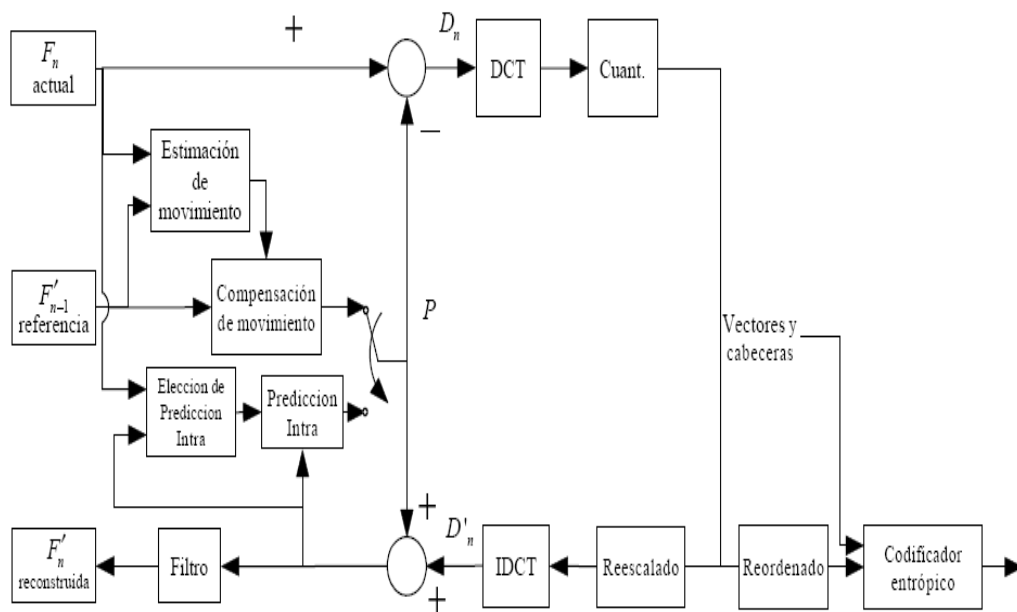 F_n
actual
+
D_n
DCT
Cuant.
−
Estimación
de
movimiento
F'_{n-1}
referencia
Compensación
de movimiento
P
Vectores y
cabeceras
Eleccion de
Prediccion
Intra
Prediccion
Intra
+
D'_n
F'_n
reconstruida
Filtro
+
IDCT
Reescalado
Reordenado
Codificador
entrópico